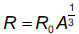 R = R₀A^{1/3}